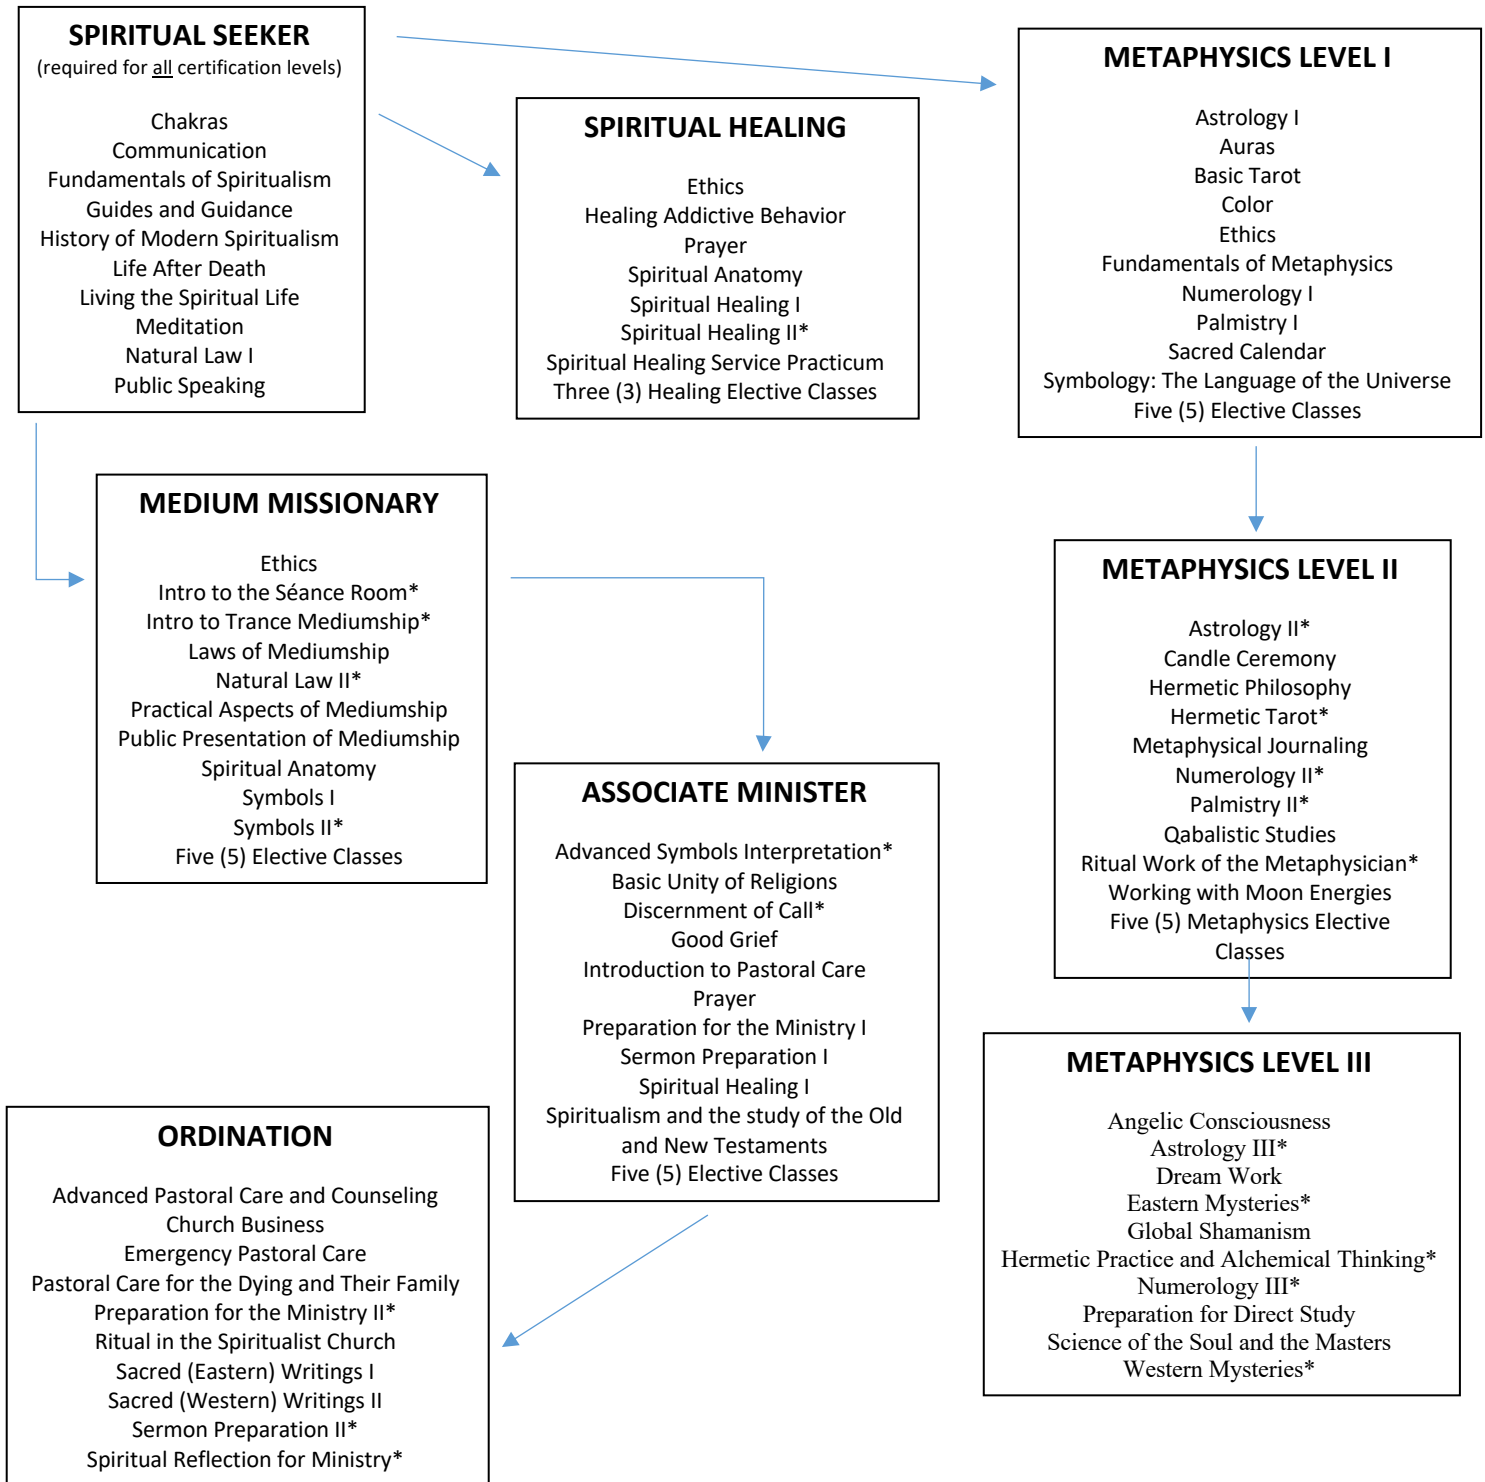 SPIRITUAL SEEKER
(required for all certification levels)
Chakras
Communication
Fundamentals of Spiritualism
Guides and Guidance
History of Modern Spiritualism
Life After Death
Living the Spiritual Life
Meditation
Natural Law I
Public Speaking
SPIRITUAL HEALING
Ethics
Healing Addictive Behavior
Prayer
Spiritual Anatomy
Spiritual Healing I
Spiritual Healing II*
Spiritual Healing Service Practicum
Three (3) Healing Elective Classes
METAPHYSICS LEVEL I
Astrology I
Auras
Basic Tarot
Color
Ethics
Fundamentals of Metaphysics
Numerology I
Palmistry I
Sacred Calendar
Symbology: The Language of the Universe
Five (5) Elective Classes
MEDIUM MISSIONARY
Ethics
Intro to the Séance Room*
Intro to Trance Mediumship*
Laws of Mediumship
Natural Law II*
Practical Aspects of Mediumship
Public Presentation of Mediumship
Spiritual Anatomy
Symbols I
Symbols II*
Five (5) Elective Classes
METAPHYSICS LEVEL II
Astrology II*
Candle Ceremony
Hermetic Philosophy
Hermetic Tarot*
Metaphysical Journaling
Numerology II*
Palmistry II*
Qabalistic Studies
Ritual Work of the Metaphysician*
Working with Moon Energies
Five (5) Metaphysics Elective
Classes
ASSOCIATE MINISTER
Advanced Symbols Interpretation*
Basic Unity of Religions
Discernment of Call*
Good Grief
Introduction to Pastoral Care
Prayer
Preparation for the Ministry I
Sermon Preparation I
Spiritual Healing I
Spiritualism and the study of the Old
and New Testaments
Five (5) Elective Classes
METAPHYSICS LEVEL III
Angelic Consciousness
Astrology III*
Dream Work
Eastern Mysteries*
Global Shamanism
Hermetic Practice and Alchemical Thinking*
Numerology III*
Preparation for Direct Study
Science of the Soul and the Masters
Western Mysteries*
ORDINATION
Advanced Pastoral Care and Counseling
Church Business
Emergency Pastoral Care
Pastoral Care for the Dying and Their Family
Preparation for the Ministry II*
Ritual in the Spiritualist Church
Sacred (Eastern) Writings I
Sacred (Western) Writings II
Sermon Preparation II*
Spiritual Reflection for Ministry*